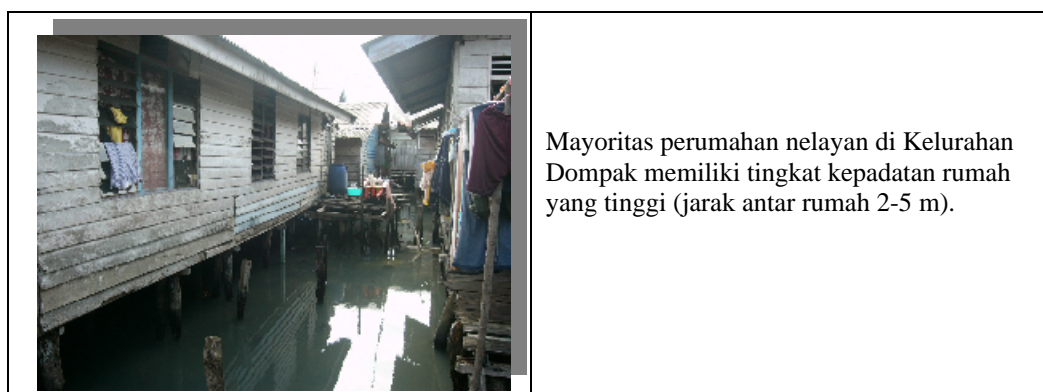 Mayoritas perumahan nelayan di Kelurahan
Dompak memiliki tingkat kepadatan rumah
yang tinggi (jarak antar rumah 2-5 m).